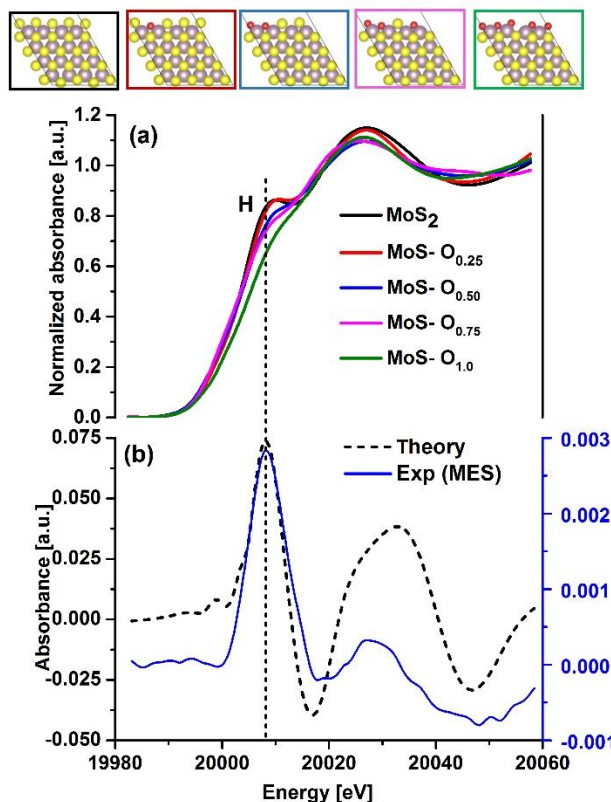 (a)
H
Normalized absorbance [a.u.]
1.2
1.0
0.8
0.6
0.4
0.2
0.0
MoS2
MoS- O0.25
MoS- O0.50
MoS- O0.75
MoS- O1.0
(b)
Theory
Exp (MES)
Absorbance [a.u.]
0.075
0.050
0.025
0.000
-0.025
-0.050
0.003
0.002
0.001
0.000
-0.001
19980 20000 20020 20040 20060
Energy [eV]